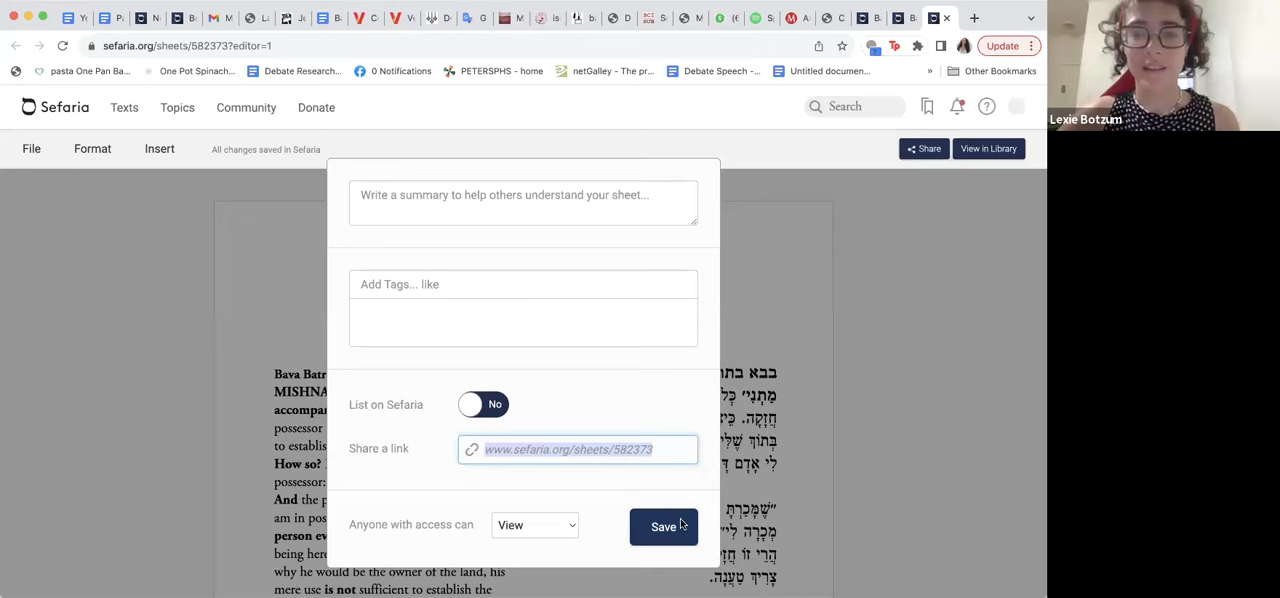 sefaria.org/sheets/582373?editor=1
Update
pasta One Pan Ba...
One Pot Spinach...
Debate Research...
0 Notifications
PETERSPHS - home
netGalley - The pr...
Debate Speech -...
Untitled documen...
»
Other Bookmarks
Sefaria
Texts
Topics
Community
Donate
Search
File
Format
Insert
All changes saved in Sefaria
Share
View in Library
Lexie Botzum
Write a summary to help others understand your sheet...
Add Tags... like
List on Sefaria
No
Share a link
www.sefaria.org/sheets/582373
Anyone with access can
View
Save
Bava Batr
MISHNA
accompa
possessor
to establis
How so?
possessor:
And the p
am in pos
person ev
being here
why he would be the owner of the land, his
mere use is not sufficient to establish the
בבא בתר
מַתְנִי׳ כׇּל
חֲזָקָה. כֵּיצַ
בְּתוֹךְ שֶׁלִּי
לִי אָדָם דָּ
״שֶׁמָּכַרְתָּ
מְכָרָהּ לִי״
הֲרֵי זוֹ חֲזָ
צָרִיךְ טַעֲנָה.